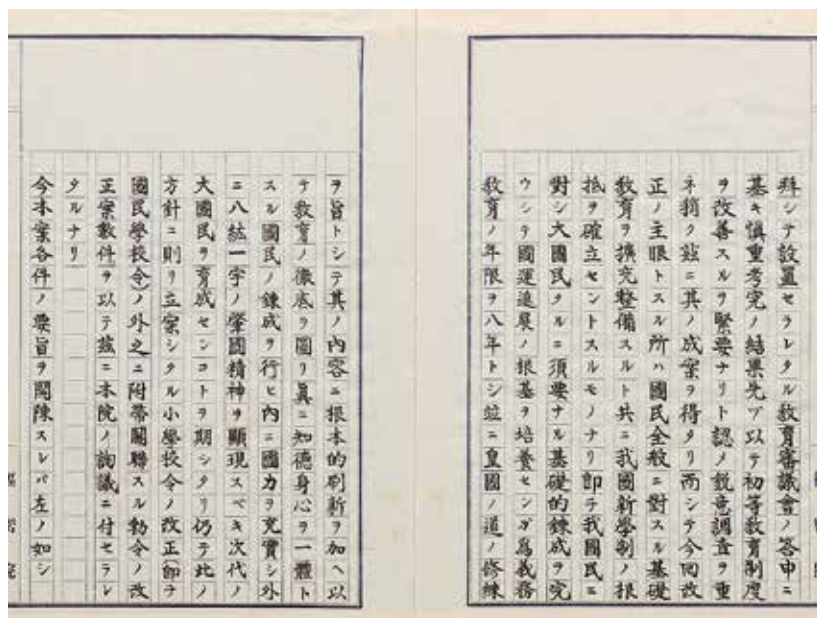 拜シテ設置セラレタル教育審議會ノ答申ニ
基キ愼重考究ノ結果先ヅ以テ初等教育制度
ヲ改善スルヲ緊要ナリト認メ鋭意調査ヲ重
ネ稍ク玆ニ其ノ成案ヲ得タリ而シテ今回改
正ノ主眼トスル所ハ國民全般ニ對スル基礎
教育ヲ擴充整備スルト共ニ我國新學制ノ根
抵ヲ確立セントスルモノナリ卽チ我國民ニ
對シ大國民タルニ須要ナル基礎的錬成ヲ完
ウシテ國運進展ノ根基ヲ培養センガ爲義務
教育ノ年限ヲ八年トシ竝ニ皇國ノ道ノ修練
ヲ旨トシテ其ノ内容ニ根本的刷新ヲ加ヘ以
テ教育ノ徹底ヲ圖リ眞ニ知德身心ヲ一體ト
スル國民ノ錬成ヲ行ヒ内ニ國力ヲ充實シ外
ニ八紘一宇ノ肇國精神ヲ顯現スベキ次代ノ
大國民ヲ育成センコトヲ期シタリ仍テ此ノ
方針ニ則リ立案シタル小學校令ノ改正(卽チ
國民學校令)ノ外之ニ附帶關聯スル勅令ノ改
正案數件ヲ以テ玆ニ本院ノ詢議ニ付セラレ
タルナリ
今本案各件ノ要旨ヲ開陳スレバ左ノ如シ